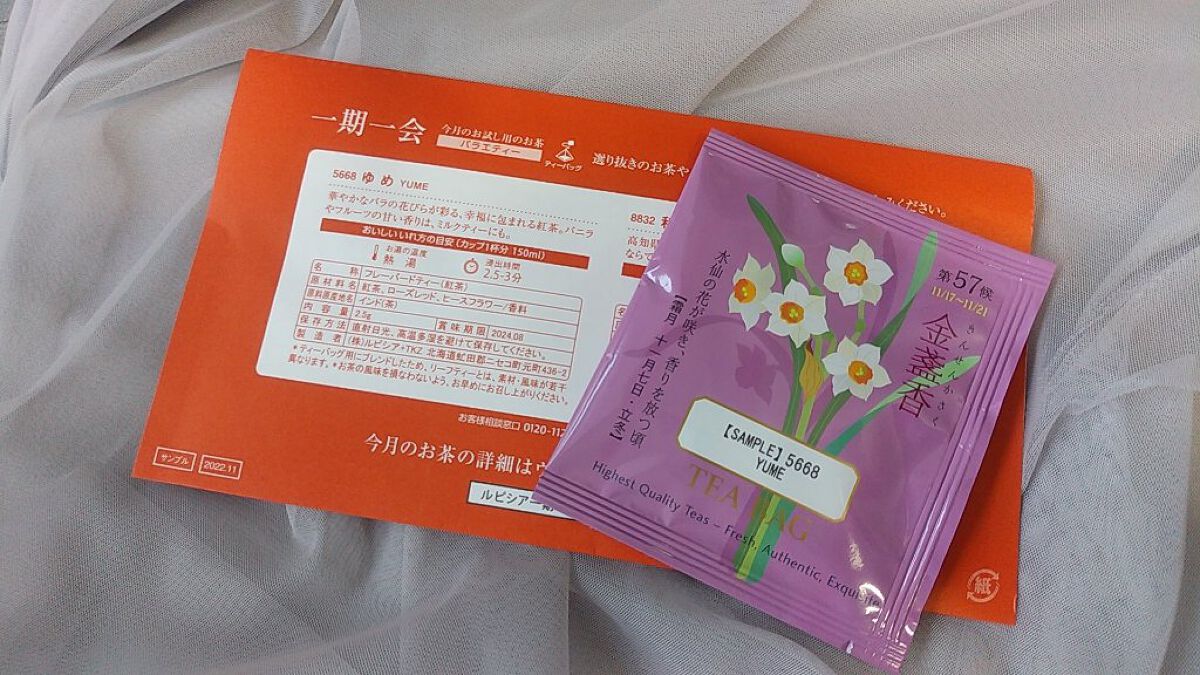 一期一会
今月のお試し用のお茶
バラエティー
ティーバッグ
選り抜きのお茶や
ください。
5668 ゆめ YUME
華やかなバラの花びらが彩る、幸福に包まれる紅茶。バニラ
やフルーツの甘い香りは、ミルクティーにも。
おいしいいれ方の目安(カップ1杯分 150ml)
お湯の温度
熱湯
浸出時間
2.5-3分
名称 フレーバードティー(紅茶)
原材料名 紅茶、ローズレッド、ヒースフラワー/香料
原料原産地名 インド(茶)
内容量 2.5g 賞味期限 2024.08
保存方法 直射日光、高温多湿を避けて保存してください。
製造者 (株)ルピシア+TKZ 北海道虻田郡ニセコ町元町436-2
*ティーバッグ用にブレンドしたため、リーフティーとは、素材・風味が若干
異なります。*お茶の風味を損なわないよう、お早めにお召し上がりください。
8832
高知県
ならで
お客様相談窓口 0120-112
今月のお茶の詳細は
サンプル 2022.11
ルピシア 一期
紙
第57候
11/17~11/21
きんせんかさく
金盞香
水仙の花が咲き、香りを放つ頃
【霜月 十一月七日・立冬】
【SAMPLE】5668
YUME
TEA BAG
Highest Quality Teas – Fresh, Authentic, Exquisite